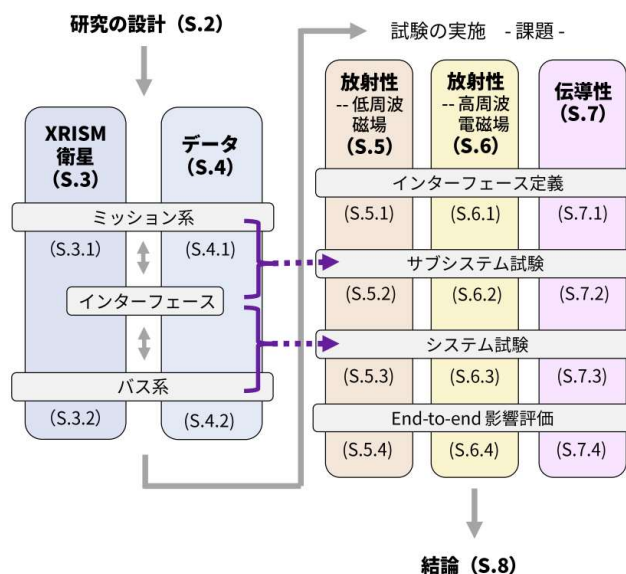 研究の設計 (S.2)
XRISM
衛星
(S.3)
データ
(S.4)
ミッション系
(S.3.1)
(S.4.1)
インターフェース
バス系
(S.3.2)
(S.4.2)
試験の実施 - 課題 -
放射性
-- 低周波
磁場
(S.5)
放射性
-- 高周波
電磁場
(S.6)
伝導性
(S.7)
インターフェース定義
(S.5.1)
(S.6.1)
(S.7.1)
サブシステム試験
(S.5.2)
(S.6.2)
(S.7.2)
システム試験
(S.5.3)
(S.6.3)
(S.7.3)
End-to-end 影響評価
(S.5.4)
(S.6.4)
(S.7.4)
結論 (S.8)